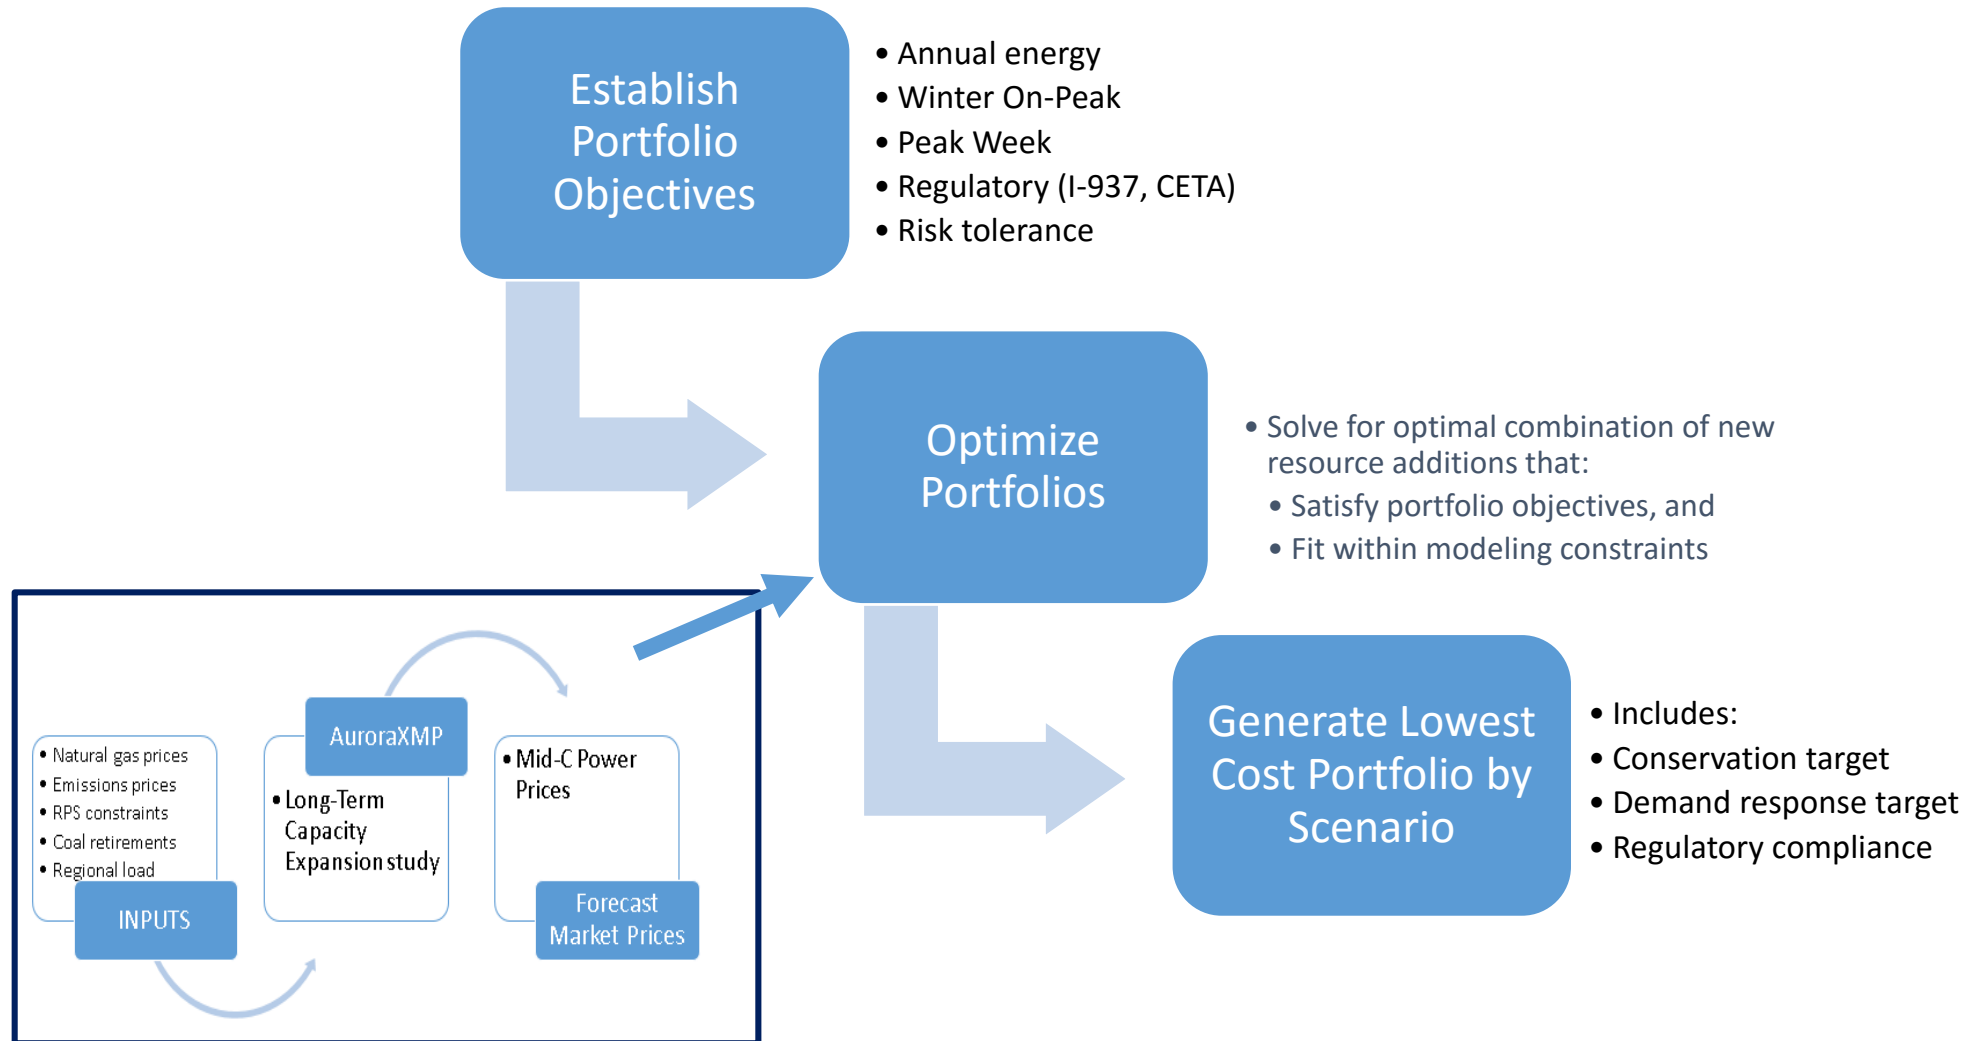 Establish
Portfolio
Objectives
• Annual energy
• Winter On-Peak
• Peak Week
• Regulatory (I-937, CETA)
• Risk tolerance
Optimize
Portfolios
• Solve for optimal combination of new
resource additions that:
• Satisfy portfolio objectives, and
• Fit within modeling constraints
Generate Lowest
Cost Portfolio by
Scenario
• Includes:
• Conservation target
• Demand response target
• Regulatory compliance
• Natural gas prices
• Emissions prices
• RPS constraints
• Coal retirements
• Regional load
INPUTS
AuroraXMP
• Long-Term
Capacity
Expansion study
• Mid-C Power
Prices
Forecast
Market Prices